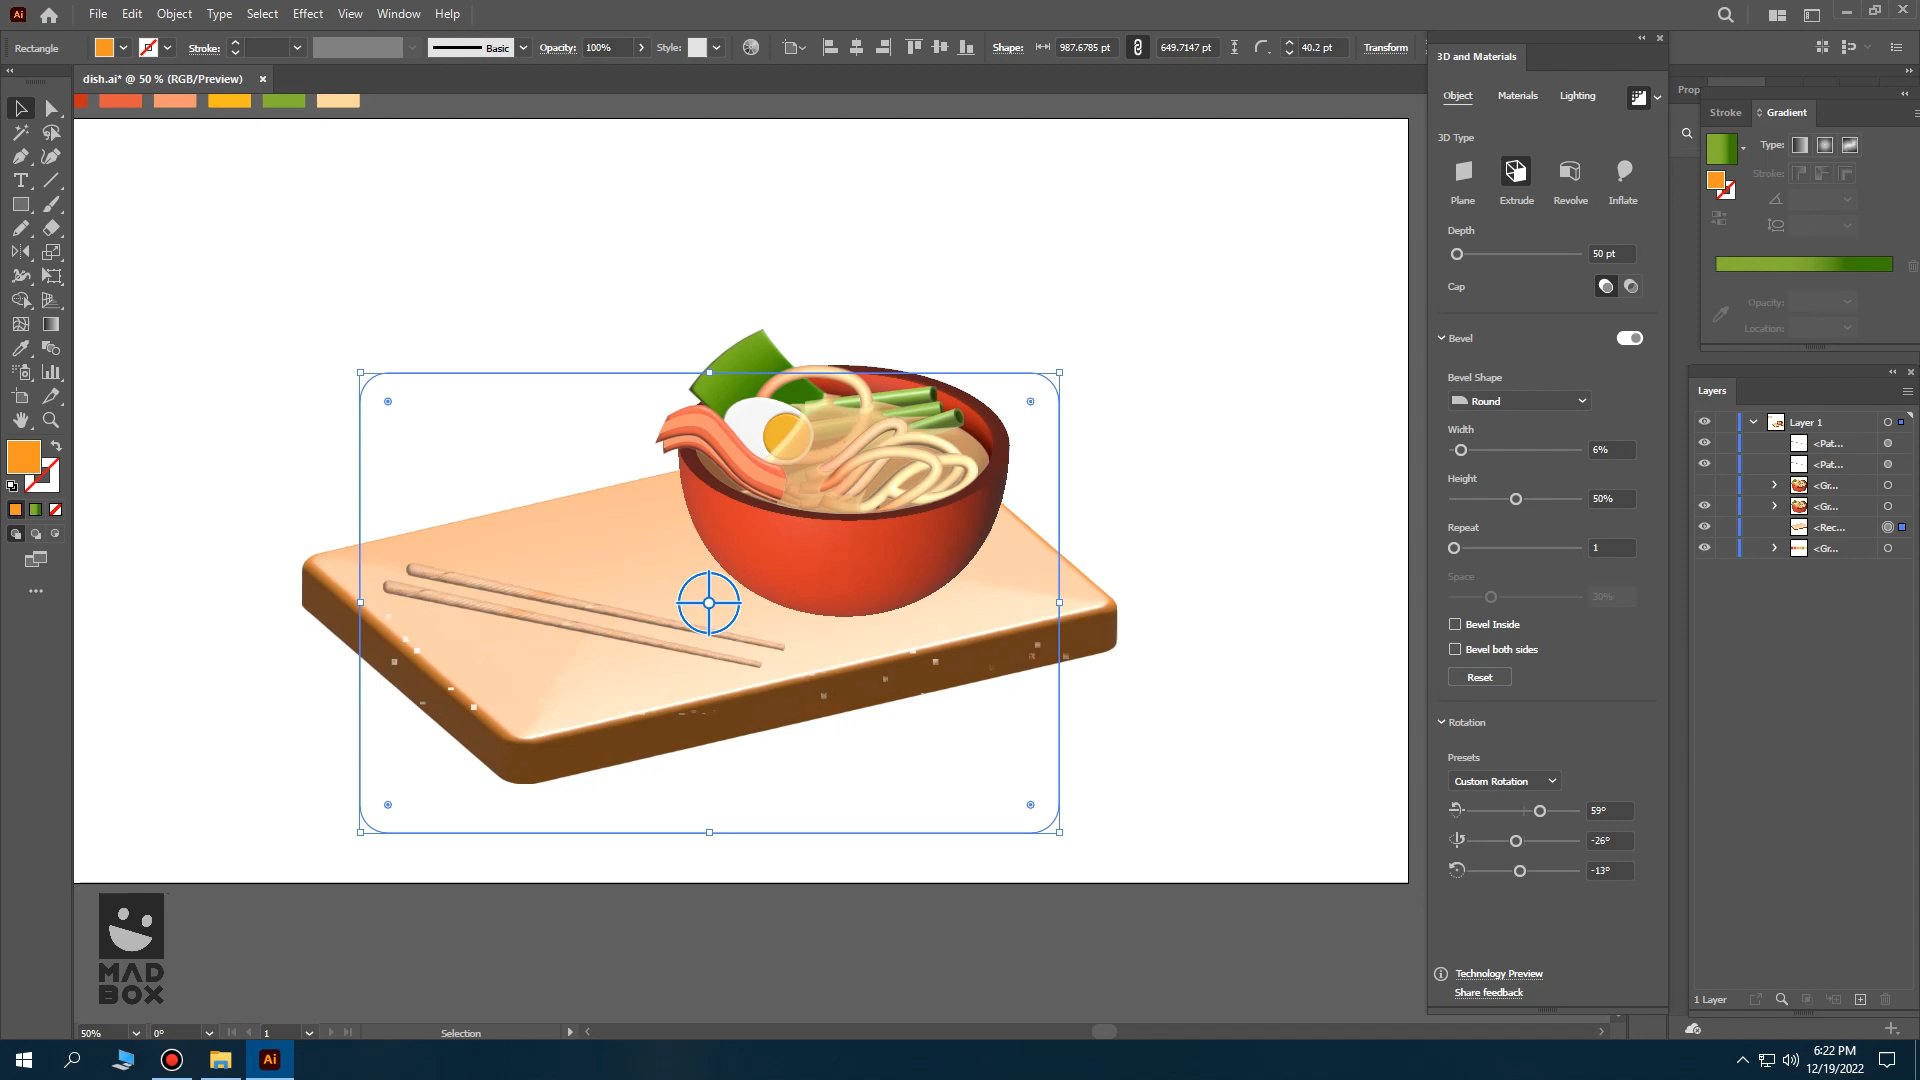 Ai File Edit Object Type Select Effect View Window Help
Rectangle Stroke: Basic Opacity: 100% Style: Shape: 987.6785 pt 649.7147 pt 40.2 pt Transform
dish.ai* @ 50 % (RGB/Preview)
3D and Materials
Prop
Object Materials Lighting
Stroke Gradient
3D Type
Type:
Stroke:
Plane Extrude Revolve Inflate
Depth
50 pt
Cap
Opacity:
Location:
Bevel
Bevel Shape
Round
Width
6%
Height
50%
Repeat
1
Space
30%
Bevel Inside
Bevel both sides
Reset
Rotation
Presets
Custom Rotation
59°
-26°
-13°
Technology Preview
Share feedback
Layers
Layer 1
<Pat...
<Pat...
<Gr...
<Gr...
<Rec...
<Gr...
1 Layer
MAD
BOX
50% 0° 1 Selection
Ai
6:22 PM
12/19/2022